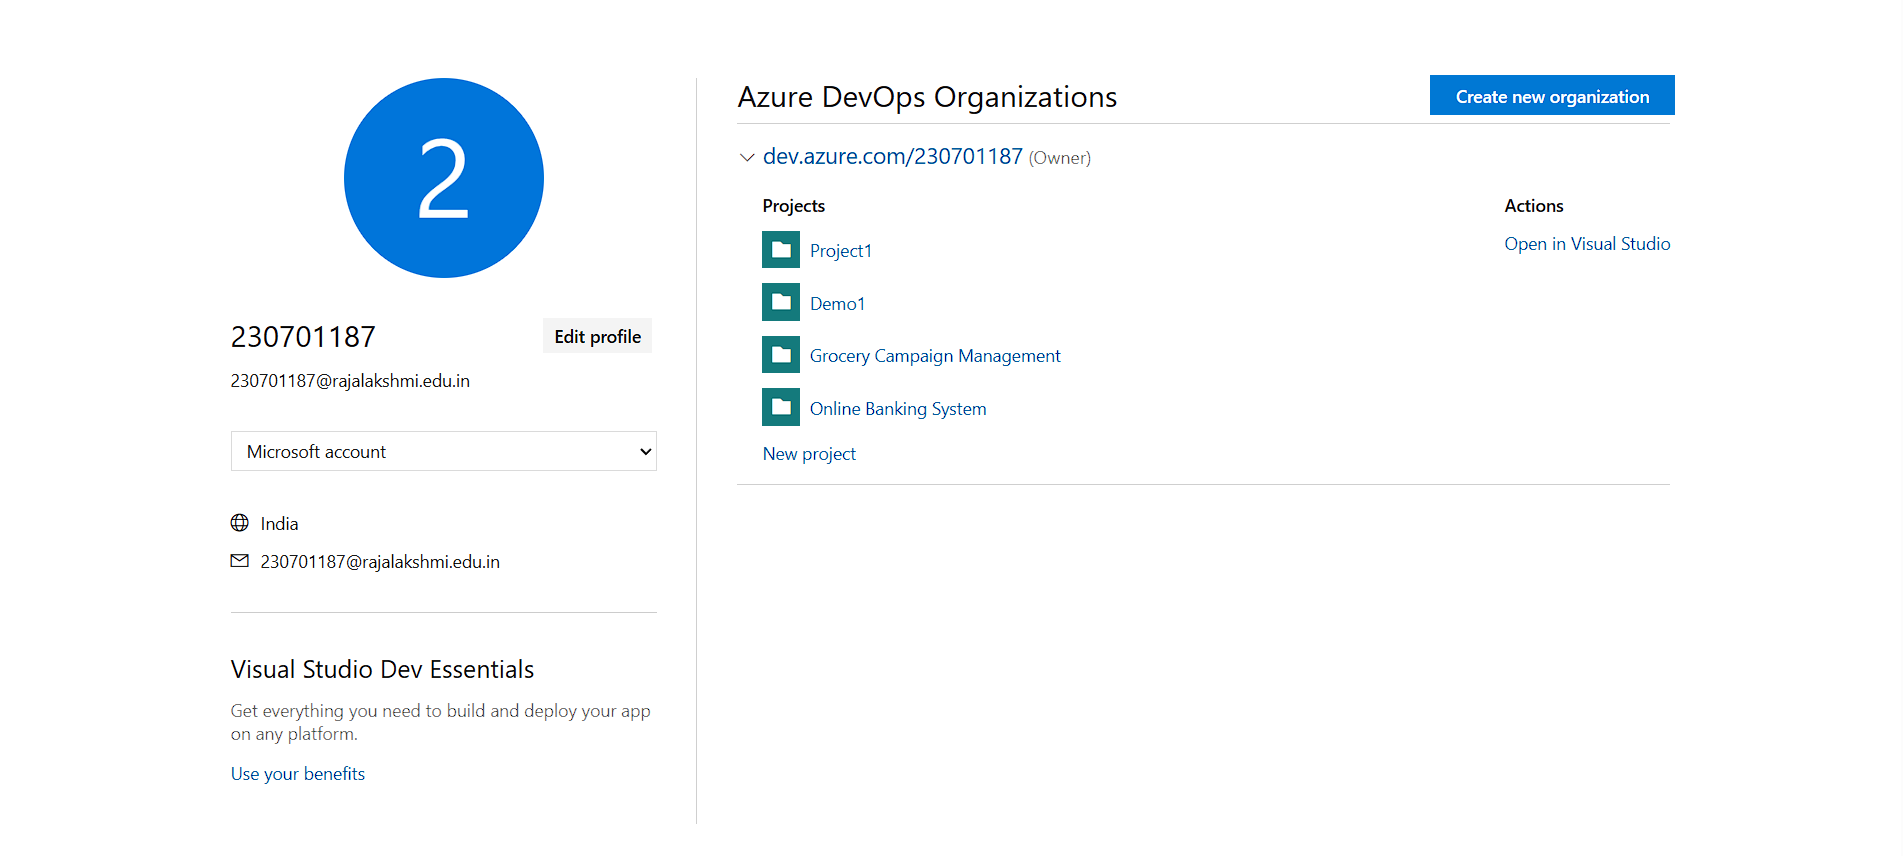 2
230701187
Edit profile
230701187@rajalakshmi.edu.in
Microsoft account
India
230701187@rajalakshmi.edu.in
Visual Studio Dev Essentials
Get everything you need to build and deploy your app
on any platform.
Use your benefits
Azure DevOps Organizations
Create new organization
dev.azure.com/230701187 (Owner)
Projects
Project1
Demo1
Grocery Campaign Management
Online Banking System
New project
Actions
Open in Visual Studio